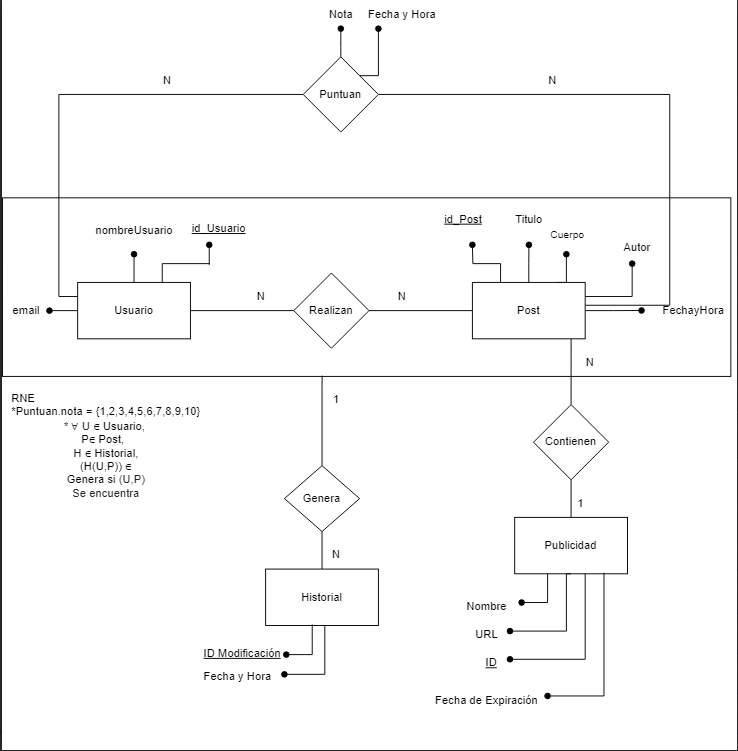 Nota
Fecha y Hora
Puntuan
N
N
nombreUsuario
id_Usuario
id_Post
Titulo
Cuerpo
Autor
email
Usuario
N
Realizan
N
Post
FechayHora
N
RNE
*Puntuan.nota = {1,2,3,4,5,6,7,8,9,10}
* ∀ U ∈ Usuario,
P∈ Post,
H ∈ Historial,
(H(U,P)) ∈
Genera si (U,P)
Se encuentra
1
Contienen
Genera
1
Publicidad
N
Historial
Nombre
URL
ID Modificación
ID
Fecha y Hora
Fecha de Expiración